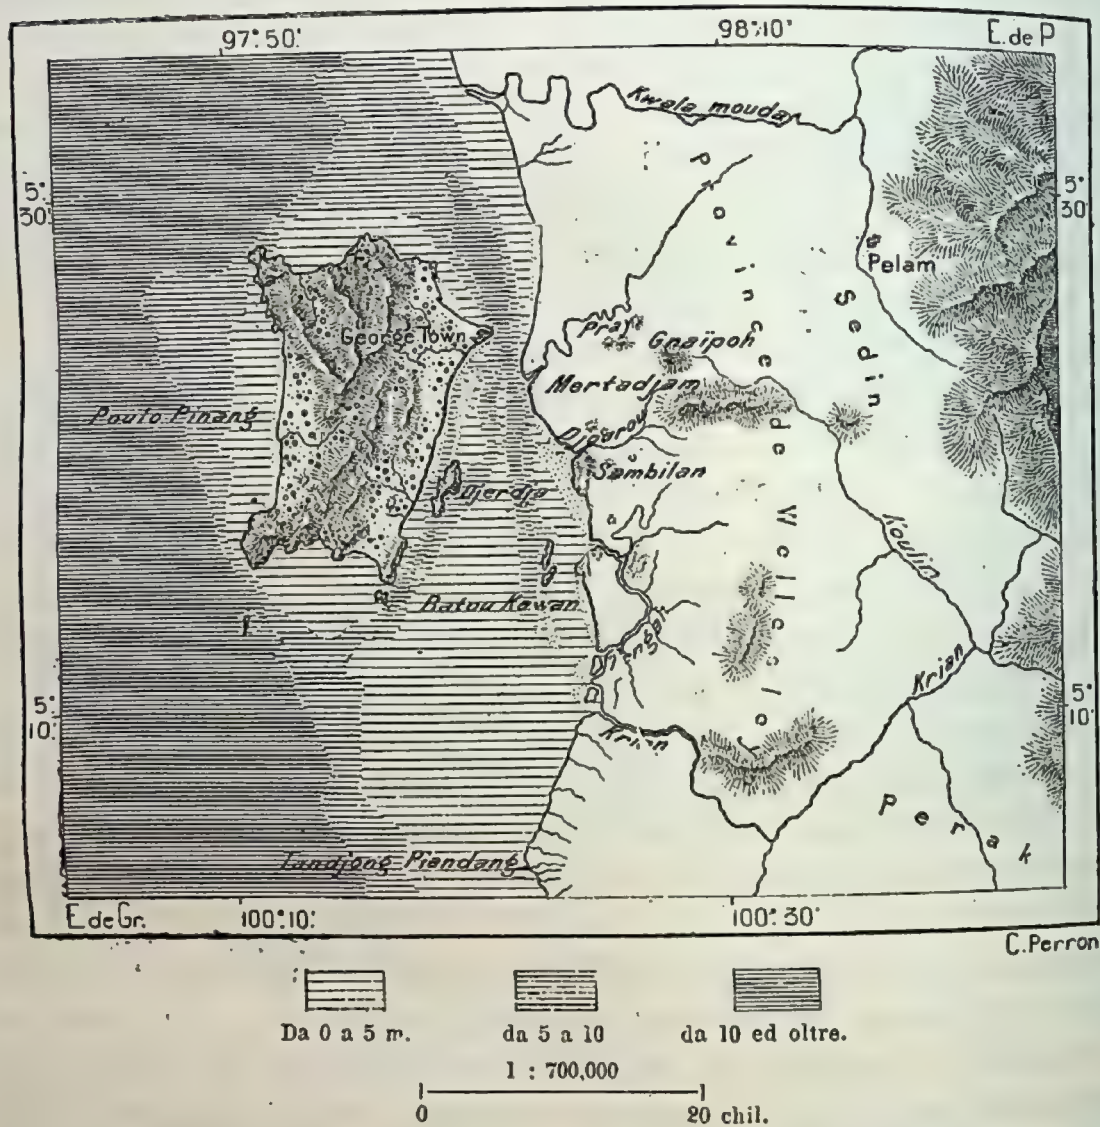 97°50'
98°10'
E. de P
Kwala mouda
5°
30'
5°
30'
Province de Wellesley
Pelam
Sedin
George Town
Praï
Gnaïpoh
Mertadjam
Poulo Pinang
Djouron
Sambilan
Djerdja
Koulin
Batou Kawan
Krian
5°
10'
5°
10'
Krian
Perak
Tandjong Piandang
E. de Gr.
100°10'
100°30'
C. Perron
Da 0 a 5 m.
da 5 a 10
da 10 ed oltre.
1 : 700,000
0
20 chil.